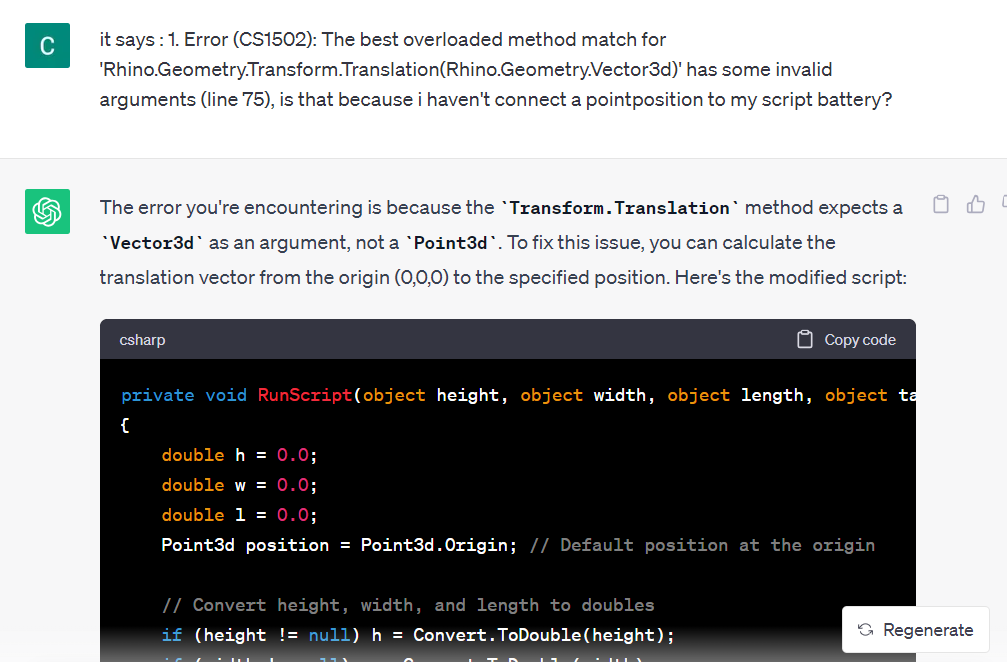 C
it says : 1. Error (CS1502): The best overloaded method match for
'Rhino.Geometry.Transform.Translation(Rhino.Geometry.Vector3d)' has some invalid
arguments (line 75), is that because i haven't connect a pointposition to my script battery?
The error you're encountering is because the `Transform.Translation` method expects a
`Vector3d` as an argument, not a `Point3d`. To fix this issue, you can calculate the
translation vector from the origin (0,0,0) to the specified position. Here's the modified script:
csharp Copy code
private void RunScript(object height, object width, object length, object ta
{
double h = 0.0;
double w = 0.0;
double l = 0.0;
Point3d position = Point3d.Origin; // Default position at the origin
// Convert height, width, and length to doubles
if (height != null) h = Convert.ToDouble(height);
Regenerate